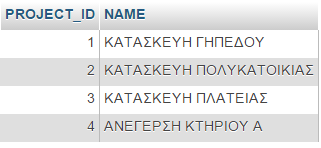 PROJECT_ID NAME
1 ΚΑΤΑΣΚΕΥΗ ΓΗΠΕΔΟΥ
2 ΚΑΤΑΣΚΕΥΗ ΠΟΛΥΚΑΤΟΙΚΙΑΣ
3 ΚΑΤΑΣΚΕΥΗ ΠΛΑΤΕΙΑΣ
4 ΑΝΕΓΕΡΣΗ ΚΤΗΡΙΟΥ Α